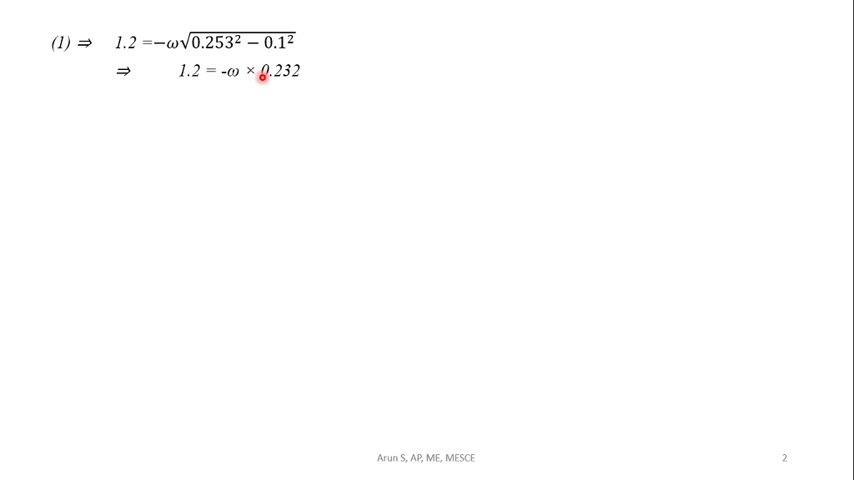 (1) ⇒ 1.2 =−ω√0.253² − 0.1²
⇒ 1.2 = -ω × 0.232
Arun S, AP, ME, MESCE 2